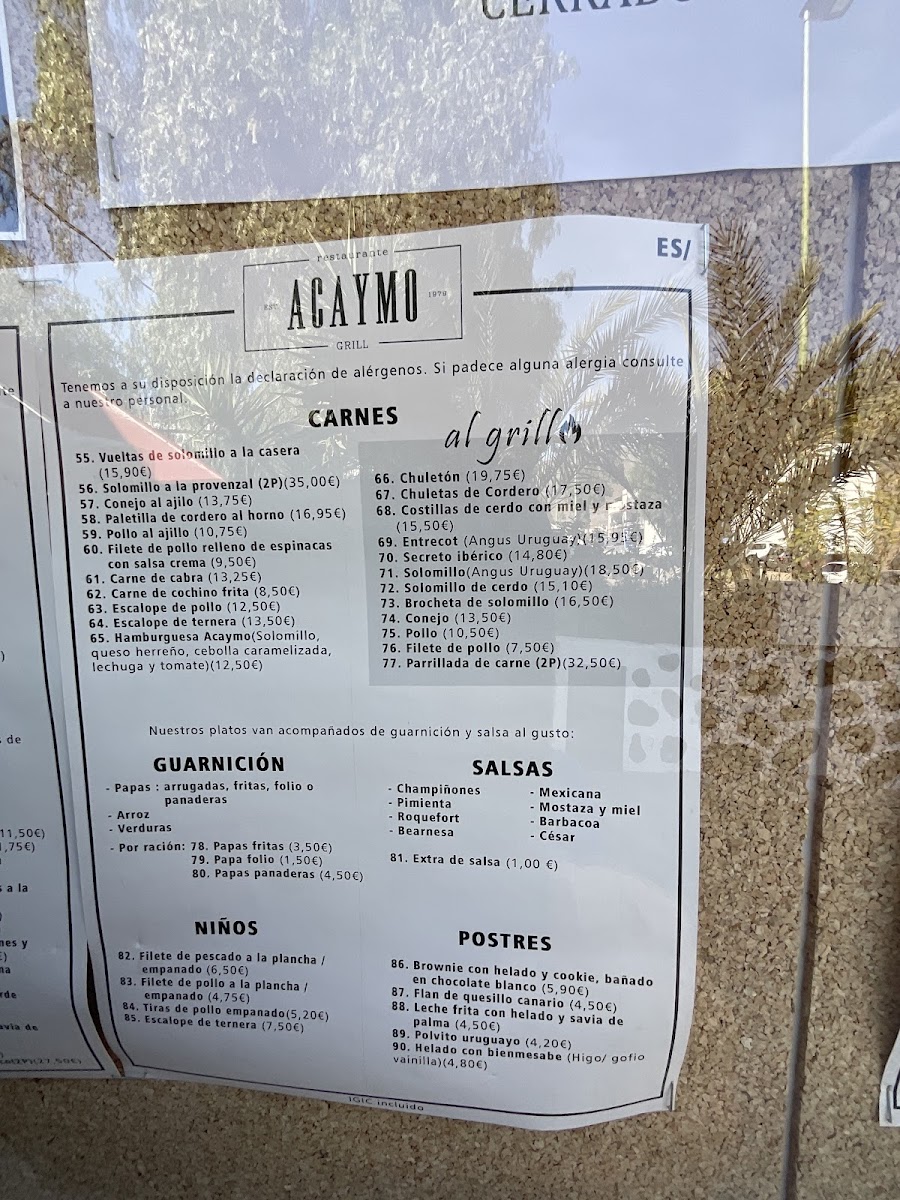 ES/
restaurante
EST. ACAYMO 1970
GRILL
Tenemos a su disposición la declaración de alérgenos. Si padece alguna alergia consulte
a nuestro personal.
CARNES
55. Vueltas de solomillo a la casera
(15,90€)
56. Solomillo a la provenzal (2P)(35,00€)
57. Conejo al ajilo (13,75€)
58. Paletilla de cordero al horno (16,95€)
59. Pollo al ajillo (10,75€)
60. Filete de pollo relleno de espinacas
con salsa crema (9,50€)
61. Carne de cabra (13,25€)
62. Carne de cochino frita (8,50€)
63. Escalope de pollo (12,50€)
64. Escalope de ternera (13,50€)
65. Hamburguesa Acaymo(Solomillo,
queso herreño, cebolla caramelizada,
lechuga y tomate)(12,50€)
al grill
66. Chuletón (19,75€)
67. Chuletas de Cordero (17,50€)
68. Costillas de cerdo con miel y mostaza
(15,50€)
69. Entrecot (Angus Uruguay)(15,95€)
70. Secreto ibérico (14,80€)
71. Solomillo(Angus Uruguay)(18,50€)
72. Solomillo de cerdo (15,10€)
73. Brocheta de solomillo (16,50€)
74. Conejo (13,50€)
75. Pollo (10,50€)
76. Filete de pollo (7,50€)
77. Parrillada de carne (2P)(32,50€)
Nuestros platos van acompañados de guarnición y salsa al gusto:
GUARNICIÓN
- Papas : arrugadas, fritas, folio o
panaderas
- Arroz
- Verduras
- Por ración: 78. Papas fritas (3,50€)
79. Papa folio (1,50€)
80. Papas panaderas (4,50€)
SALSAS
- Champiñones
- Pimienta
- Roquefort
- Bearnesa
- Mexicana
- Mostaza y miel
- Barbacoa
- César
81. Extra de salsa (1,00 €)
NIÑOS
82. Filete de pescado a la plancha /
empanado (6,50€)
83. Filete de pollo a la plancha /
empanado (4,75€)
84. Tiras de pollo empanado(5,20€)
85. Escalope de ternera (7,50€)
POSTRES
86. Brownie con helado y cookie, bañado
en chocolate blanco (5,90€)
87. Flan de quesillo canario (4,50€)
88. Leche frita con helado y savia de
palma (4,50€)
89. Polvito uruguayo (4,20€)
90. Helado con bienmesabe (Higo/ gofio
vainilla)(4,80€)
IGIC incluido